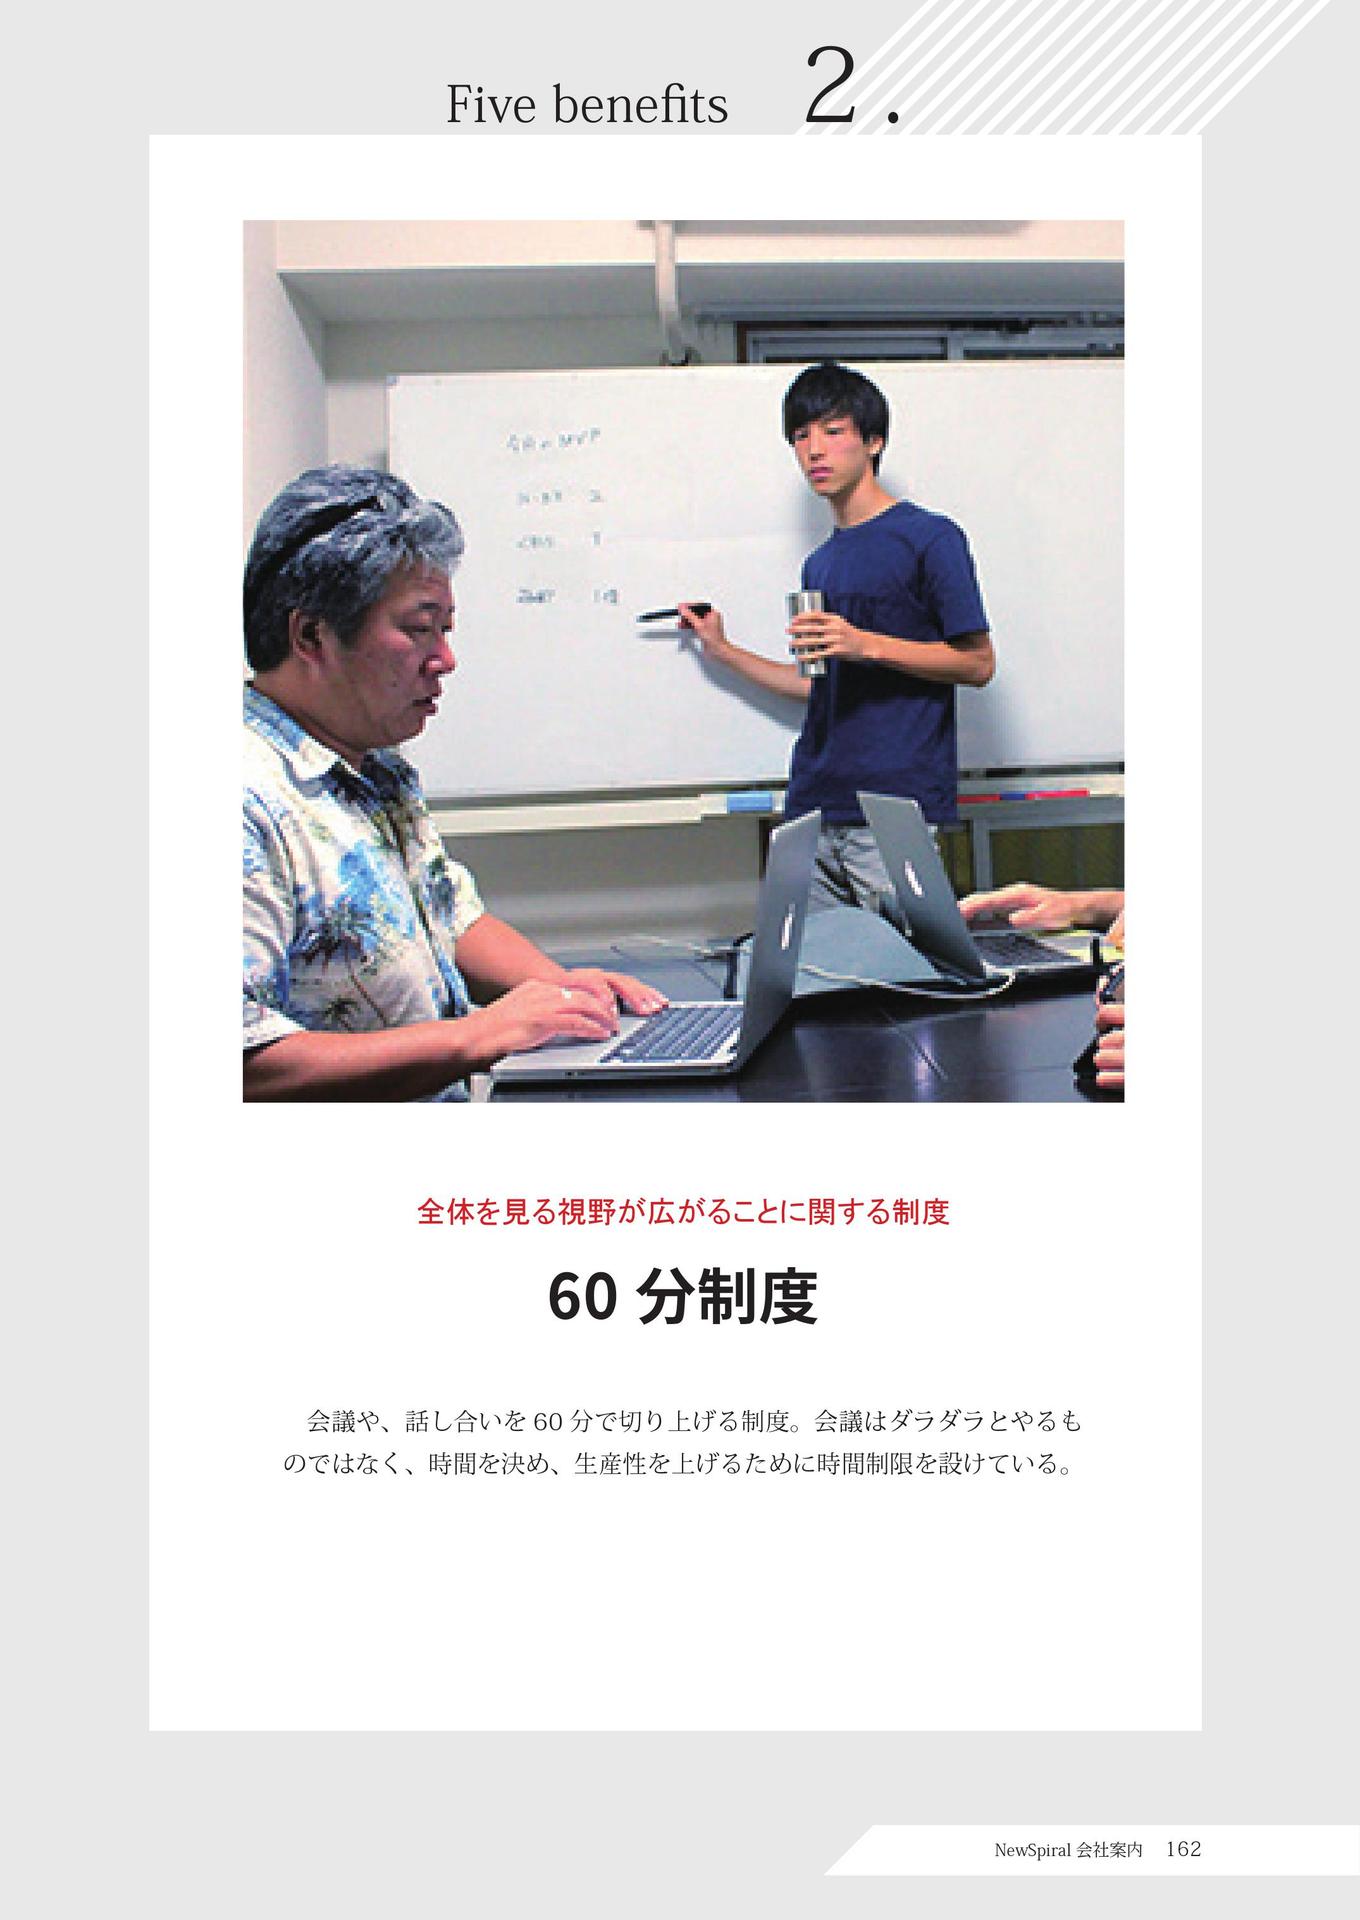 Five benefits 2.
MVP
全体を見る視野が広がることに関する制度
60 分制度
会議や、話し合いを 60 分で切り上げる制度。会議はダラダラとやるも
のではなく、時間を決め、生産性を上げるために時間制限を設けている。
NewSpiral 会社案内 162